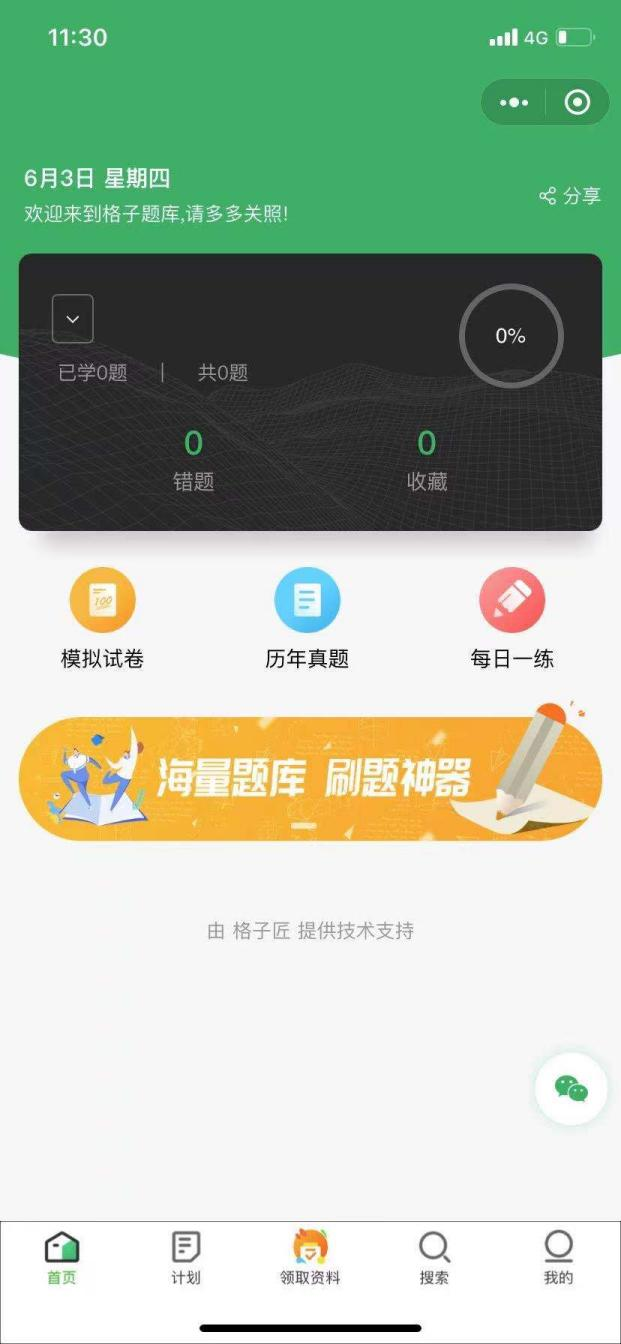 11:30
4G
6月3日 星期四
欢迎来到格子题库,请多多关照!
分享
0%
已学0题 | 共0题
0 0
错题 收藏
100
模拟试卷 历年真题 每日一练
海量题库 刷题神器
由 格子匠 提供技术支持
首页 计划 领取资料 搜索 我的